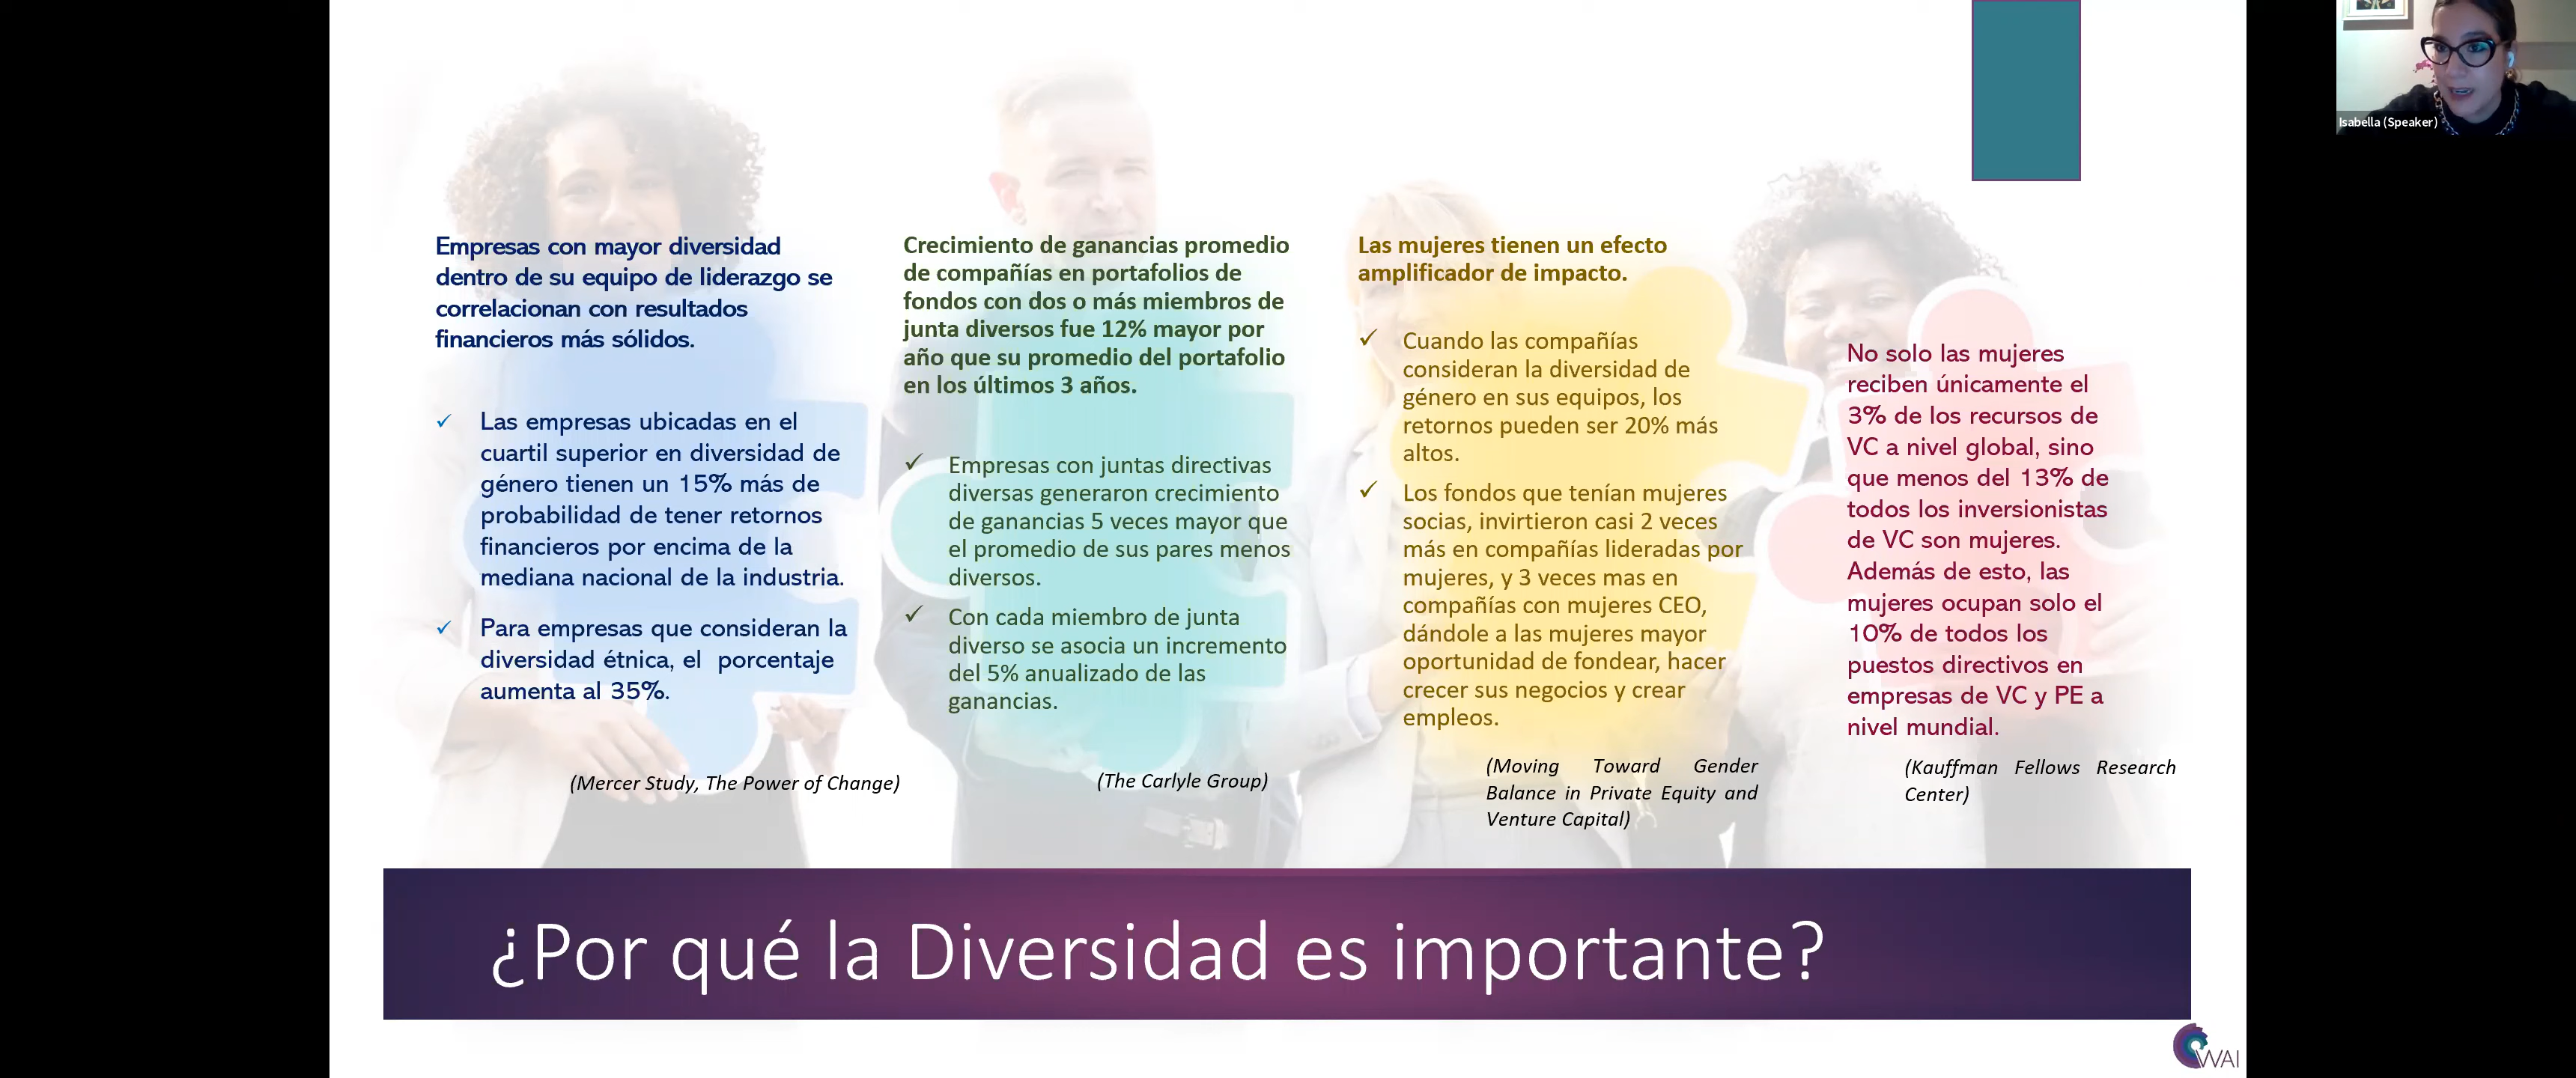 Empresas con mayor diversidad
dentro de su equipo de liderazgo se
correlacionan con resultados
financieros más sólidos.
✓ Las empresas ubicadas en el
cuartil superior en diversidad de
género tienen un 15% más de
probabilidad de tener retornos
financieros por encima de la
mediana nacional de la industria.
✓ Para empresas que consideran la
diversidad étnica, el porcentaje
aumenta al 35%.
(Mercer Study, The Power of Change)
Crecimiento de ganancias promedio
de compañías en portafolios de
fondos con dos o más miembros de
junta diversos fue 12% mayor por
año que su promedio del portafolio
en los últimos 3 años.
✓ Empresas con juntas directivas
diversas generaron crecimiento
de ganancias 5 veces mayor que
el promedio de sus pares menos
diversos.
✓ Con cada miembro de junta
diverso se asocia un incremento
del 5% anualizado de las
ganancias.
(The Carlyle Group)
Las mujeres tienen un efecto
amplificador de impacto.
✓ Cuando las compañías
consideran la diversidad de
género en sus equipos, los
retornos pueden ser 20% más
altos.
✓ Los fondos que tenían mujeres
socias, invirtieron casi 2 veces
más en compañías lideradas por
mujeres, y 3 veces mas en
compañías con mujeres CEO,
dándole a las mujeres mayor
oportunidad de fondear, hacer
crecer sus negocios y crear
empleos.
(Moving Toward Gender
Balance in Private Equity and
Venture Capital)
No solo las mujeres
reciben únicamente el
3% de los recursos de
VC a nivel global, sino
que menos del 13% de
todos los inversionistas
de VC son mujeres.
Además de esto, las
mujeres ocupan solo el
10% de todos los
puestos directivos en
empresas de VC y PE a
nivel mundial.
(Kauffman Fellows Research
Center)
¿Por qué la Diversidad es importante?
WAI
Isabella (Speaker)